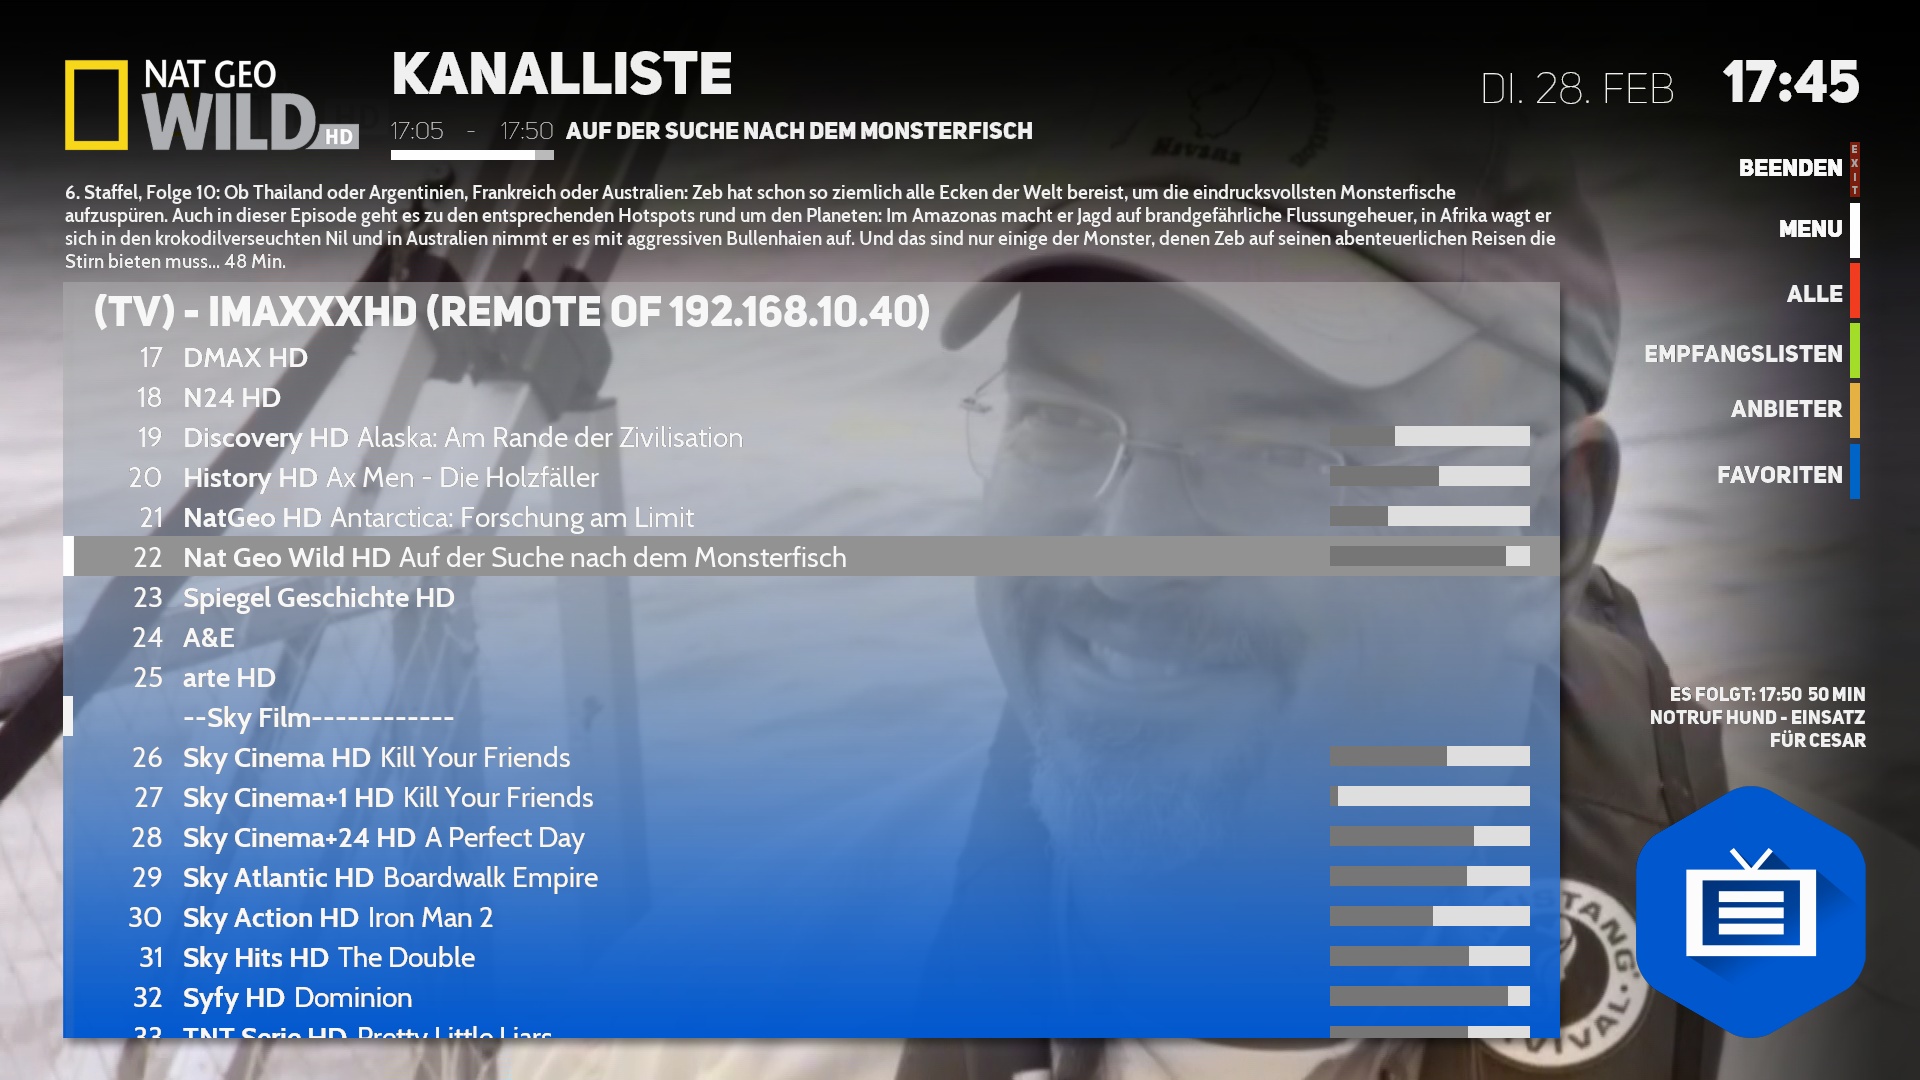 NAT GEO
WILD HD
KANALLISTE
17:05 - 17:50 AUF DER SUCHE NACH DEM MONSTERFISCH
DI. 28. FEB 17:45
6. Staffel, Folge 10: Ob Thailand oder Argentinien, Frankreich oder Australien: Zeb hat schon so ziemlich alle Ecken der Welt bereist, um die eindrucksvollsten Monsterfische
aufzuspüren. Auch in dieser Episode geht es zu den entsprechenden Hotspots rund um den Planeten: Im Amazonas macht er Jagd auf brandgefährliche Flussungeheuer, in Afrika wagt er
sich in den krokodilverseuchten Nil und in Australien nimmt er es mit aggressiven Bullenhaien auf. Und das sind nur einige der Monster, denen Zeb auf seinen abenteuerlichen Reisen die
Stirn bieten muss... 48 Min.
Havana
(TV) - IMAXXXHD (REMOTE OF 192.168.10.40)
17 DMAX HD
18 N24 HD
19 Discovery HD Alaska: Am Rande der Zivilisation
20 History HD Ax Men - Die Holzfäller
21 NatGeo HD Antarctica: Forschung am Limit
22 Nat Geo Wild HD Auf der Suche nach dem Monsterfisch
23 Spiegel Geschichte HD
24 A&E
25 arte HD
--Sky Film------------
26 Sky Cinema HD Kill Your Friends
27 Sky Cinema+1 HD Kill Your Friends
28 Sky Cinema+24 HD A Perfect Day
29 Sky Atlantic HD Boardwalk Empire
30 Sky Action HD Iron Man 2
31 Sky Hits HD The Double
32 Syfy HD Dominion
33 TNT Serie HD Pretty Little Liars
BEENDEN EXIT
MENU
ALLE
EMPFANGSLISTEN
ANBIETER
FAVORITEN
ES FOLGT: 17:50 50 MIN
NOTRUF HUND - EINSATZ
FÜR CESAR